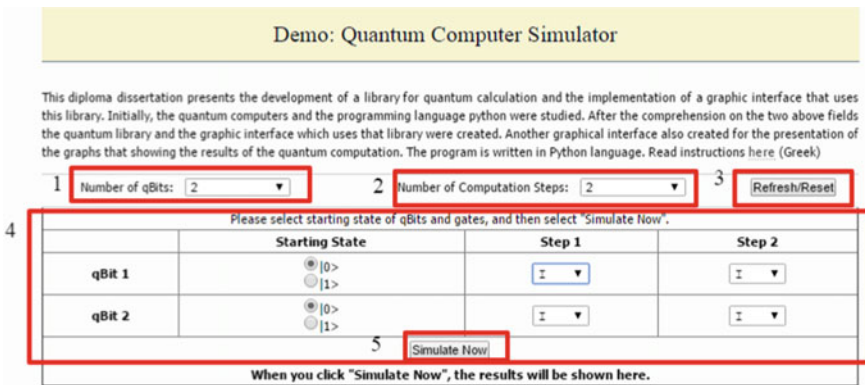 Demo: Quantum Computer Simulator
This diploma dissertation presents the development of a library for quantum calculation and the implementation of a graphic interface that uses
this library. Initially, the quantum computers and the programming language python were studied. After the comprehension on the two above fields
the quantum library and the graphic interface which uses that library were created. Another graphical interface also created for the presentation of
the graphs that showing the results of the quantum computation. The program is written in Python language. Read instructions here (Greek)
1 Number of qBits: 2 2 Number of Computation Steps: 2 3 Refresh/Reset
4 Please select starting state of qBits and gates, and then select "Simulate Now".
Starting State Step 1 Step 2
qBit 1 |0> I I
|1>
qBit 2 |0> I I
|1>
5 Simulate Now
When you click "Simulate Now", the results will be shown here.